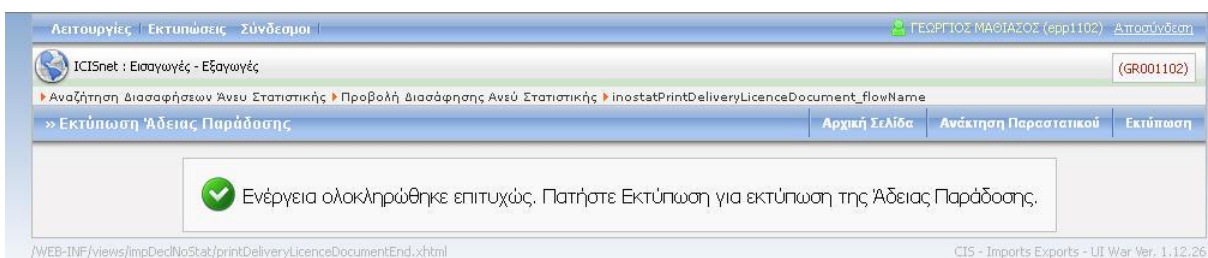 Λειτουργίες Εκτυπώσεις Σύνδεσμοι ΓΕΩΡΓΙΟΣ ΜΑΘΙΑΣΟΣ (epp1102) Αποσύνδεση
ICISnet : Εισαγωγές - Εξαγωγές (GR001102)
Αναζήτηση Διασαφήσεων Άνευ Στατιστικής Προβολή Διασάφησης Ανεύ Στατιστικής inostatPrintDeliveryLicenceDocument_flowName
» Εκτύπωση Άδειας Παράδοσης Αρχική Σελίδα Ανάκτηση Παραστατικού Εκτύπωση
Ενέργεια ολοκληρώθηκε επιτυχώς. Πατήστε Εκτύπωση για εκτύπωση της Άδειας Παράδοσης.
/WEB-INF/views/impDeclNoStat/printDeliveryLicenceDocumentEnd.xhtml CIS - Imports Exports - UI War Ver. 1.12.26